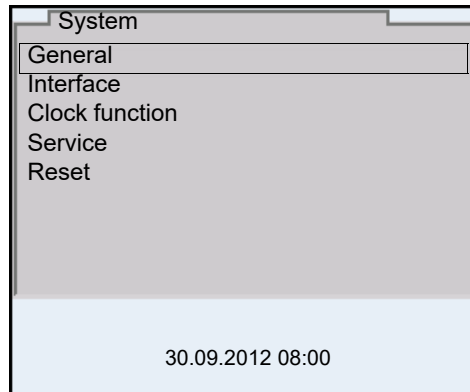 System
General
Interface
Clock function
Service
Reset
30.09.2012 08:00